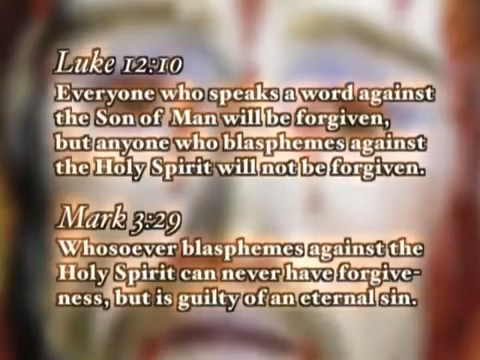 Luke 12:10
Everyone who speaks a word against
the Son of Man will be forgiven,
but anyone who blasphemes against
the Holy Spirit will not be forgiven.
Mark 3:29
Whosoever blasphemes against the
Holy Spirit can never have forgive-
ness, but is guilty of an eternal sin.